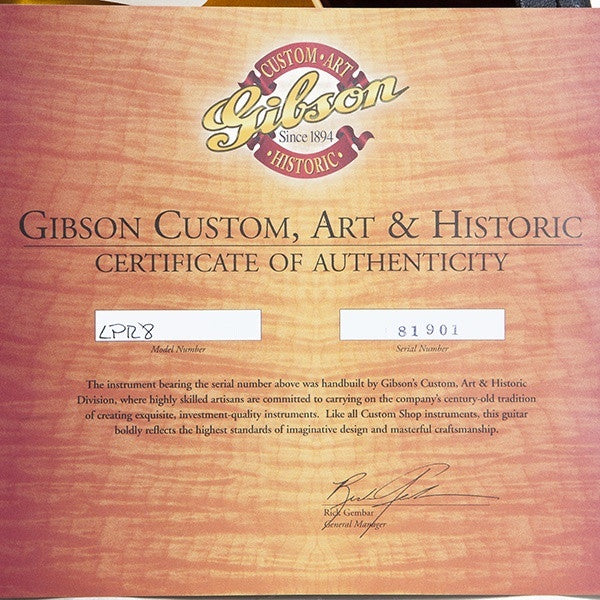 CUSTOM · ART
Gibson
Since 1894
· HISTORIC ·
GIBSON CUSTOM, ART & HISTORIC
CERTIFICATE OF AUTHENTICITY
LPR8
81901
Model Number
Serial Number
The instrument bearing the serial number above was handbuilt by Gibson's Custom, Art & Historic
Division, where highly skilled artisans are committed to carrying on the company's century-old tradition
of creating exquisite, investment-quality instruments. Like all Custom Shop instruments, this guitar
boldly reflects the highest standards of imaginative design and masterful craftsmanship.
Rick Gembar
General Manager